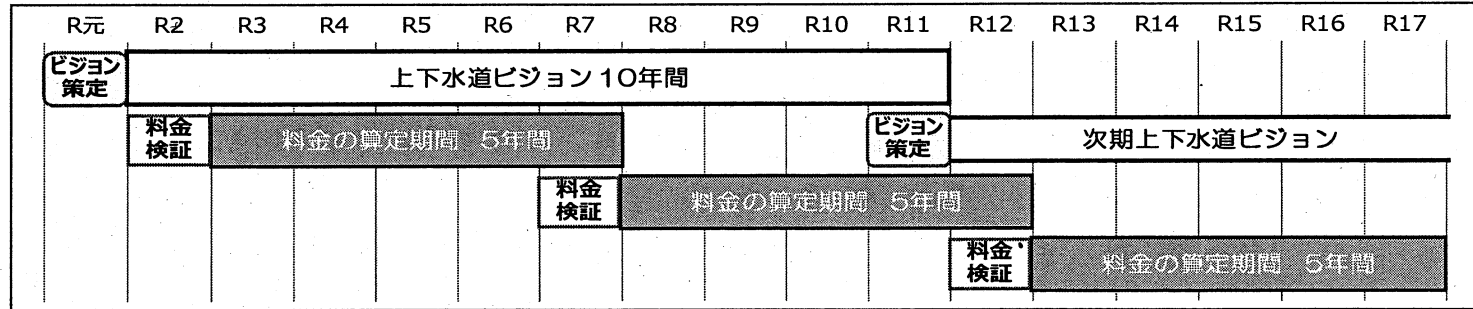 R元 R2 R3 R4 R5 R6 R7 R8 R9 R10 R11 R12 R13 R14 R15 R16 R17
ビジョン
策定
上下水道ビジョン10年間
料金
検証
料金の算定期間 5年間
ビジョン
策定
次期上下水道ビジョン
料金
検証
料金の算定期間 5年間
料金
検証
料金の算定期間 5年間